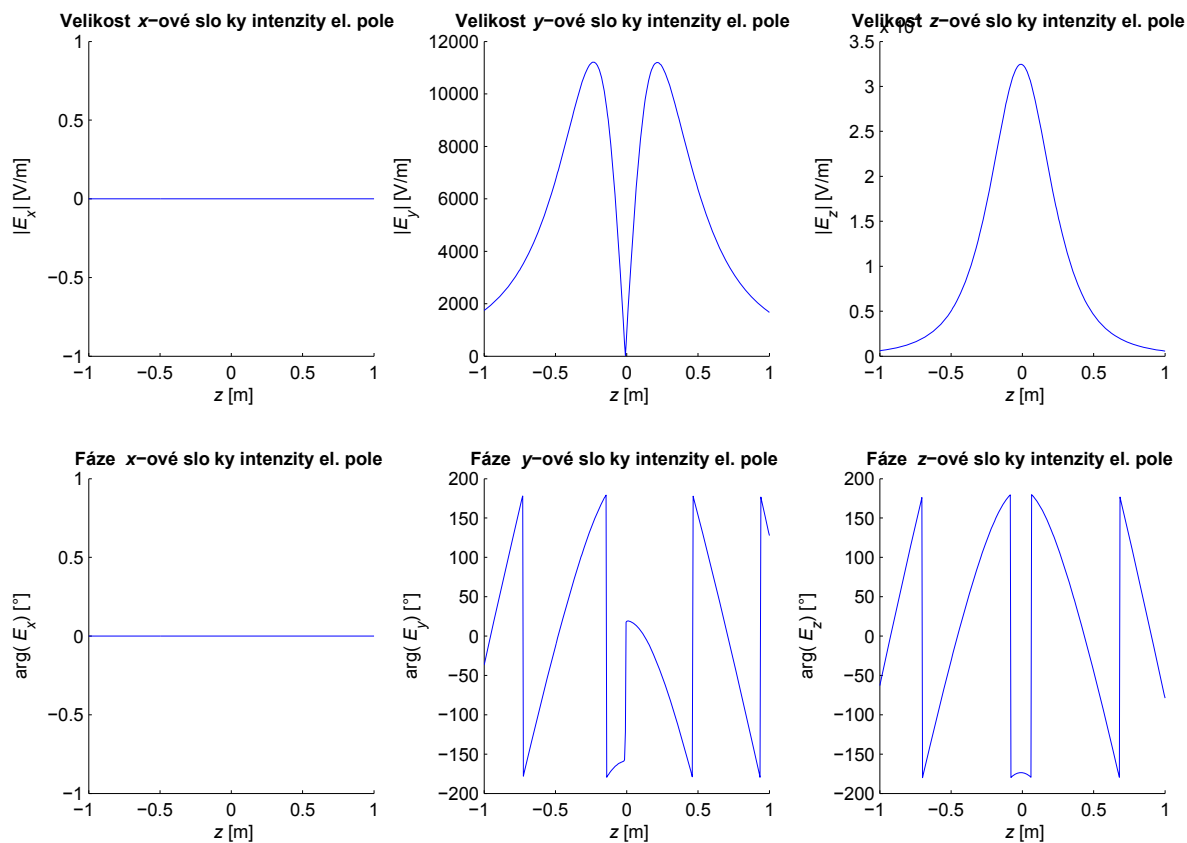 Velikost x−ové slo ky intenzity el. pole
1
0.5
0
−0.5
−1
−1 −0.5 0 0.5 1
|E_x| [V/m]
z [m]
Velikost y−ové slo ky intenzity el. pole
12000
10000
8000
6000
4000
2000
0
−1 −0.5 0 0.5 1
|E_y| [V/m]
z [m]
Velikost z−ové slo ky intenzity el. pole
3.5
3
2.5
2
1.5
1
0.5
0
−1 −0.5 0 0.5 1
|E_z| [V/m]
z [m]
Fáze x−ové slo ky intenzity el. pole
1
0.5
0
−0.5
−1
−1 −0.5 0 0.5 1
arg( E_x) [°]
z [m]
Fáze y−ové slo ky intenzity el. pole
200
150
100
50
0
−50
−100
−150
−200
−1 −0.5 0 0.5 1
arg( E_y) [°]
z [m]
Fáze z−ové slo ky intenzity el. pole
200
150
100
50
0
−50
−100
−150
−200
−1 −0.5 0 0.5 1
arg( E_z) [°]
z [m]